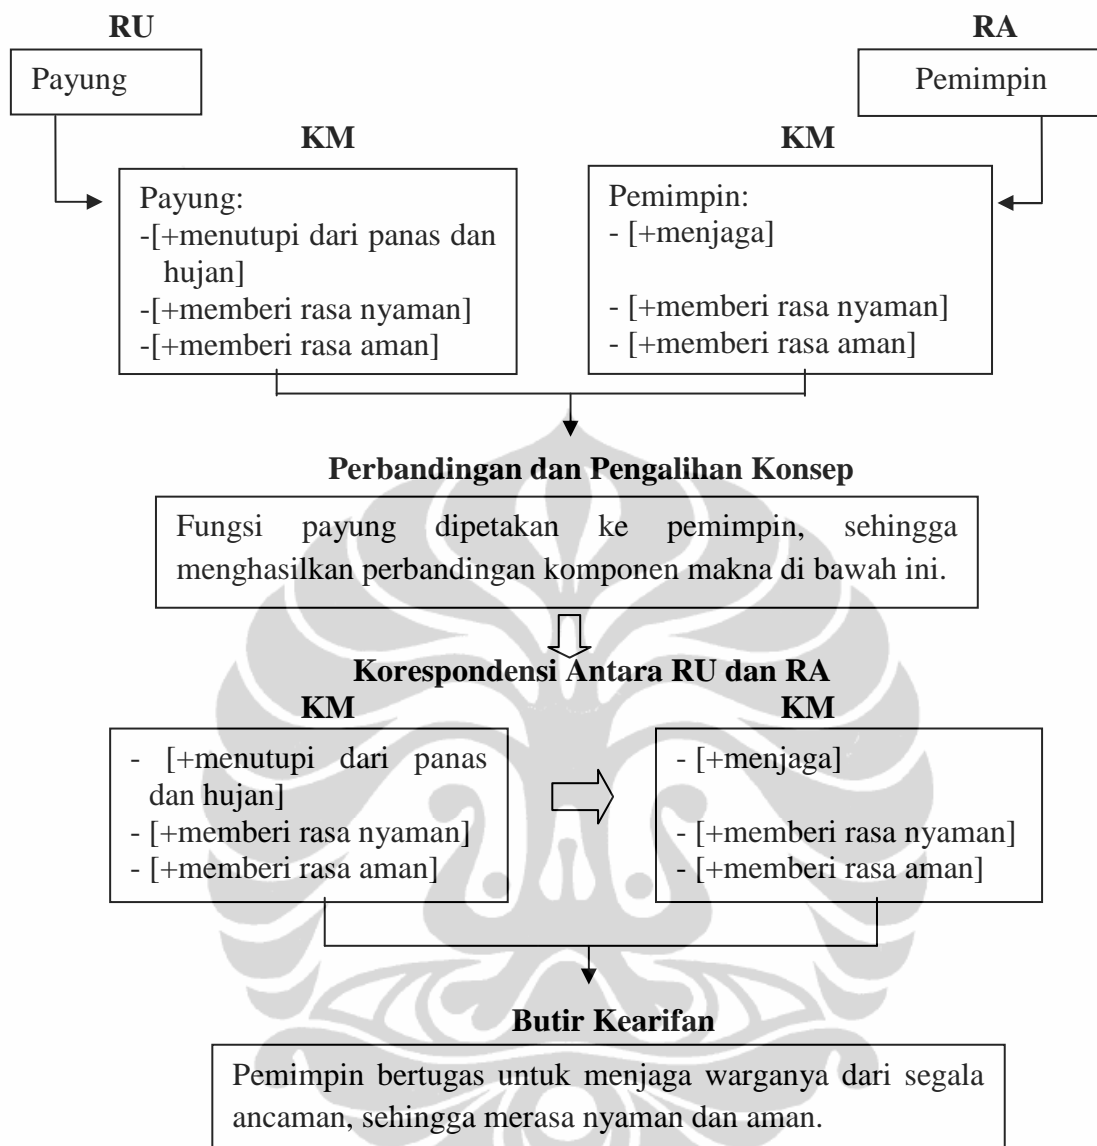 RU
RA
Payung
Pemimpin
KM
KM
Payung:
-[+menutupi dari panas dan
hujan]
-[+memberi rasa nyaman]
-[+memberi rasa aman]
Pemimpin:
- [+menjaga]
- [+memberi rasa nyaman]
- [+memberi rasa aman]
Perbandingan dan Pengalihan Konsep
Fungsi payung dipetakan ke pemimpin, sehingga
menghasilkan perbandingan komponen makna di bawah ini.
Korespondensi Antara RU dan RA
KM
KM
- [+menutupi dari panas
dan hujan]
- [+memberi rasa nyaman]
- [+memberi rasa aman]
- [+menjaga]
- [+memberi rasa nyaman]
- [+memberi rasa aman]
Butir Kearifan
Pemimpin bertugas untuk menjaga warganya dari segala
ancaman, sehingga merasa nyaman dan aman.